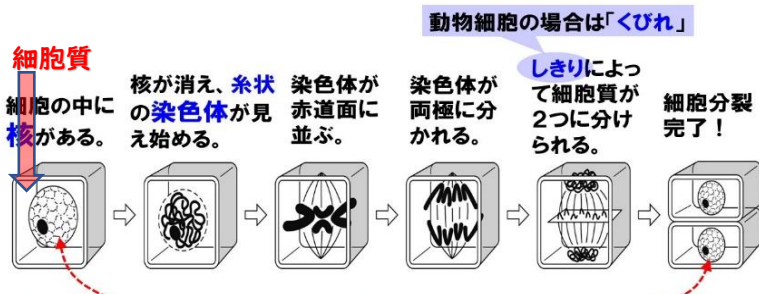 動物細胞の場合は「くびれ」
細胞質
細胞の中に
核がある。
核が消え、糸状
の染色体が見
え始める。
染色体が
赤道面に
並ぶ。
染色体が
両極に分
かれる。
しきりによっ
て細胞質が
2つに分け
られる。
細胞分裂
完了！